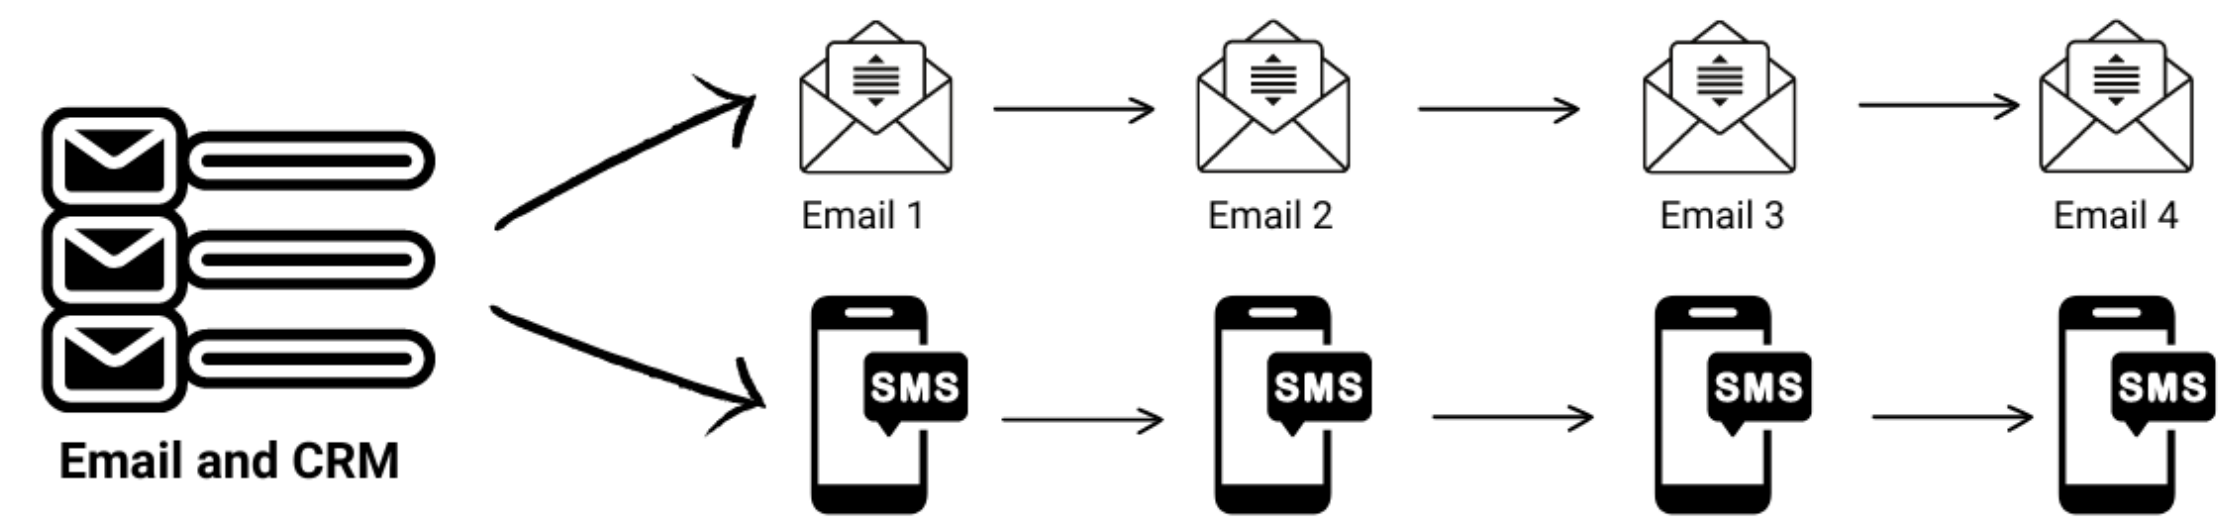 Email 1
Email 2
Email 3
Email 4
SMS
SMS
SMS
SMS
Email and CRM